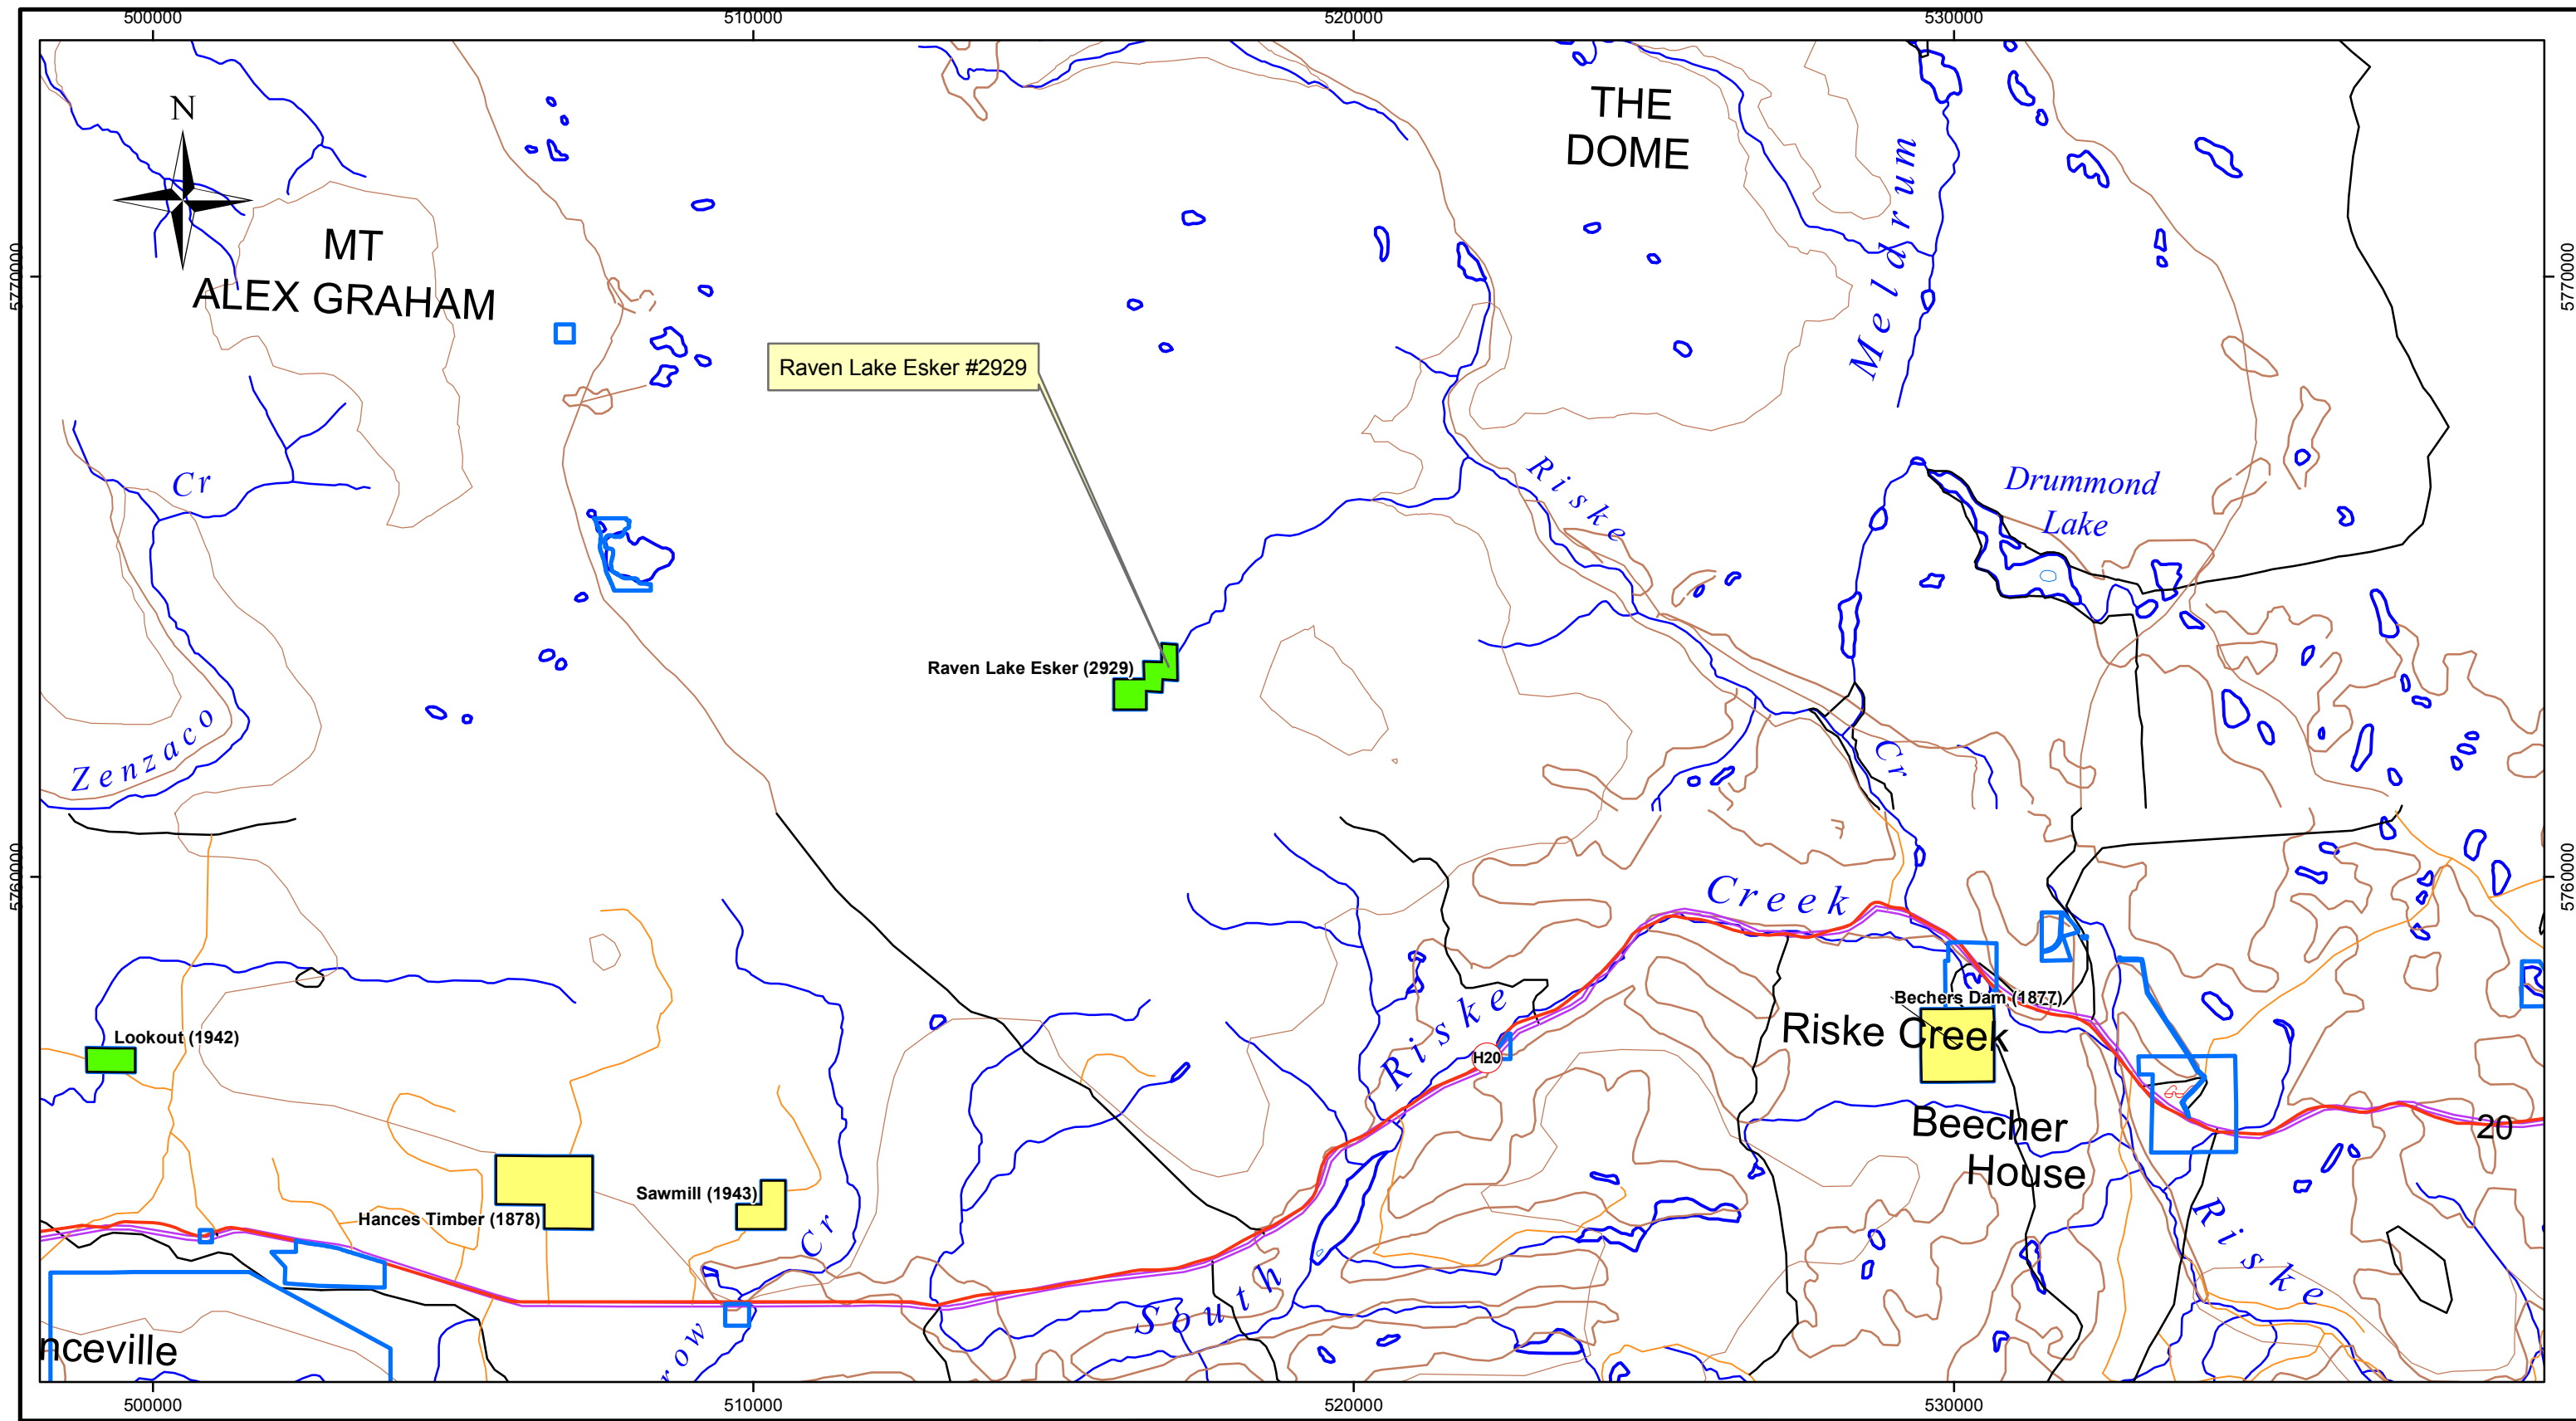 500000 510000 520000 530000
N
THE
DOME
Meldrum
MT
ALEX GRAHAM
5770000
5770000
Raven Lake Esker #2929
Cr
Riske
Drummond
Lake
Raven Lake Esker (2929)
Zenzaco
Cr
5760000
5760000
Creek
Riske
Bechers Dam (1877)
Riske Creek
Lookout (1942)
H20
Beecher
House
20
Sawmill (1943)
Hances Timber (1878)
Cr
South
Riske
nceville
row
500000 510000 520000 530000